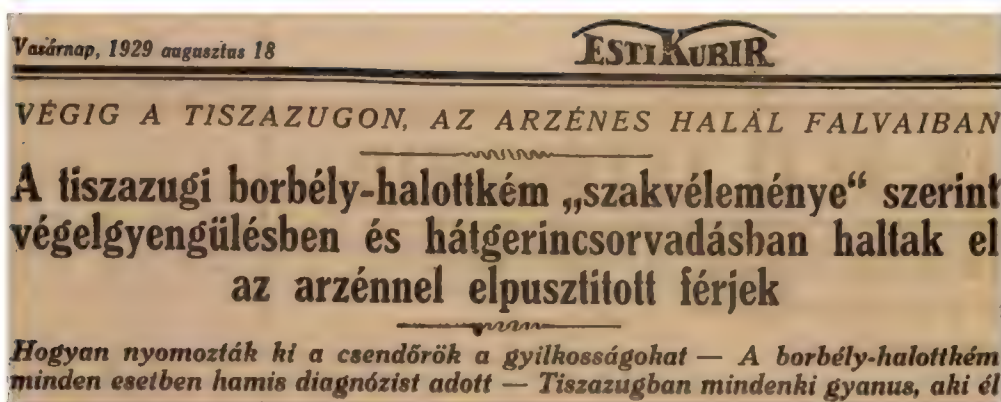 Vasárnap, 1929 augusztus 18
ESTI KURIR
VÉGIG A TISZAZUGON, AZ ARZÉNES HALÁL FALVAIBAN
A tiszazugi borbély-halottkém „szakvéleménye“ szerint
végelgyengülésben és hátgerincsorvadásban haltak el
az arzénnel elpusztitott férjek
Hogyan nyomozták ki a csendőrök a gyilkosságokat — A borbély-halottkém
minden esetben hamis diagnózist adott — Tiszazugban mindenki gyanus, aki él